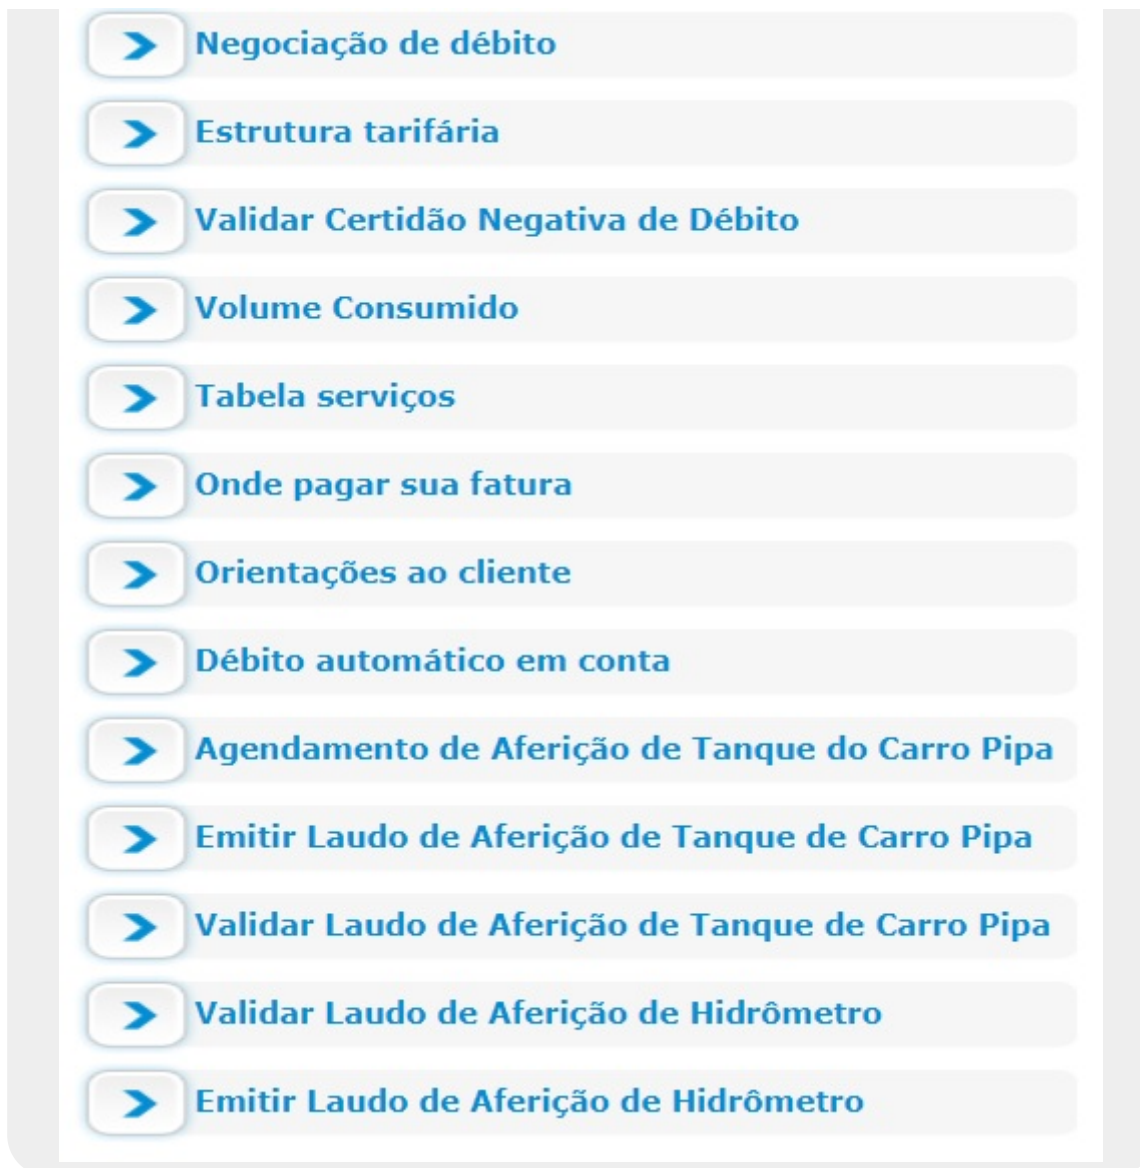 Negociação de débito
Estrutura tarifária
Validar Certidão Negativa de Débito
Volume Consumido
Tabela serviços
Onde pagar sua fatura
Orientações ao cliente
Débito automático em conta
Agendamento de Aferição de Tanque do Carro Pipa
Emitir Laudo de Aferição de Tanque de Carro Pipa
Validar Laudo de Aferição de Tanque de Carro Pipa
Validar Laudo de Aferição de Hidrômetro
Emitir Laudo de Aferição de Hidrômetro